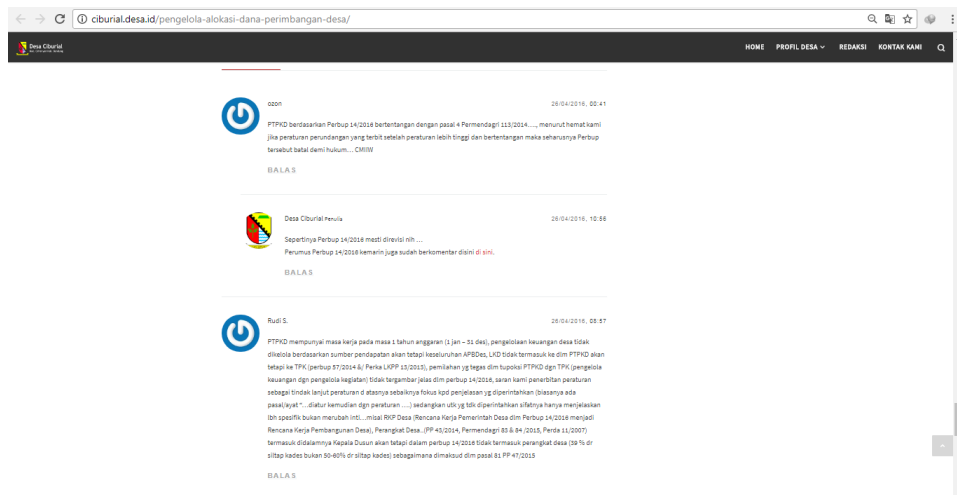 ciburial.desa.id/pengelola-alokasi-dana-perimbangan-desa/
Desa Ciburial
HOME PROFIL DESA REDAKSI KONTAK KAMI
ozon 26/04/2016, 00:41
PTPKD berdasarkan Perbup 14/2016 bertentangan dengan pasal 4 Permendagri 113/2014...., menurut hemat kami
jika peraturan perundangan yang terbit setelah peraturan lebih tinggi dan bertentangan maka seharusnya Perbup
tersebut batal demi hukum.... CMIIW
BALAS
Desa Ciburial Penulis 26/04/2016, 10:56
Sepertinya Perbup 14/2016 mesti direvisi nih ...
Perumus Perbup 14/2016 kemarin juga sudah berkomentar disini di sini.
BALAS
Rudi S. 26/04/2016, 08:57
PTPKD mempunyai masa kerja pada masa 1 tahun anggaran (1 jan – 31 des), pengelolaan keuangan desa tidak
dikelola berdasarkan sumber pendapatan akan tetapi keseluruhan APBDes, LKD tidak termasuk ke dlm PTPKD akan
tetapi ke TPK (perbup 57/2014 &/ Perka LKPP 13/2013), pemilahan yg tegas dlm tupoksi PTPKD dgn TPK (pengelola
keuangan dgn pengelola kegiatan) tidak tergambar jelas dlm perbup 14/2016, saran kami penerbitan peraturan
sebagai tindak lanjut peraturan d atasnya sebaiknya fokus kpd penjelasan yg diperintahkan (biasanya ada
pasal/ayat "...diatur kemudian dgn peraturan ....) sedangkan utk yg tdk diperintahkan sifatnya hanya menjelaskan
lbh spesifik bukan merubah inti...misal RKP Desa (Rencana Kerja Pemerintah Desa dlm Perbup 14/2016 menjadi
Rencana Kerja Pembangunan Desa), Perangkat Desa..(PP 43/2014, Permendagri 83 & 84 /2015, Perda 11/2007)
termasuk didalamnya Kepala Dusun akan tetapi dalam perbup 14/2016 tidak termasuk perangkat desa (39 % dr
siltap kades bukan 50-60% dr siltap kades) sebagaimana dimaksud dlm pasal 81 PP 47/2015
BALAS